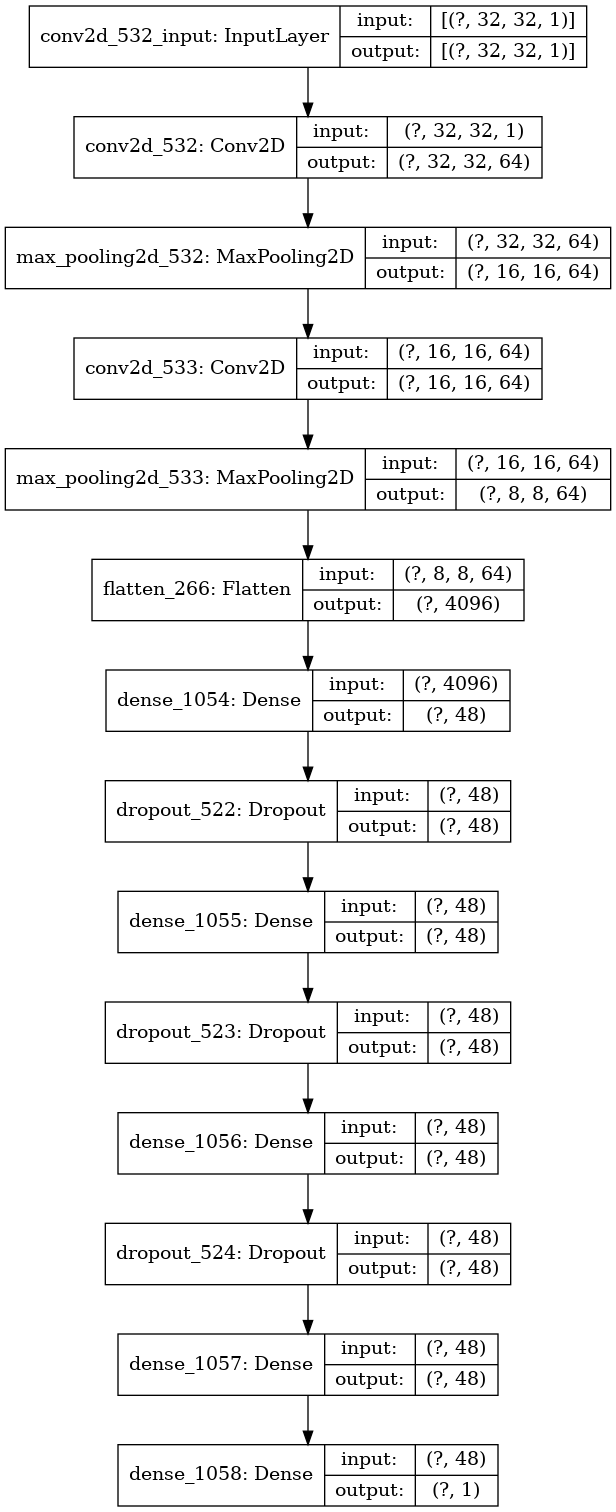 conv2d_532_input: InputLayer
input: [(?, 32, 32, 1)]
output: [(?, 32, 32, 1)]
conv2d_532: Conv2D
input: (?, 32, 32, 1)
output: (?, 32, 32, 64)
max_pooling2d_532: MaxPooling2D
input: (?, 32, 32, 64)
output: (?, 16, 16, 64)
conv2d_533: Conv2D
input: (?, 16, 16, 64)
output: (?, 16, 16, 64)
max_pooling2d_533: MaxPooling2D
input: (?, 16, 16, 64)
output: (?, 8, 8, 64)
flatten_266: Flatten
input: (?, 8, 8, 64)
output: (?, 4096)
dense_1054: Dense
input: (?, 4096)
output: (?, 48)
dropout_522: Dropout
input: (?, 48)
output: (?, 48)
dense_1055: Dense
input: (?, 48)
output: (?, 48)
dropout_523: Dropout
input: (?, 48)
output: (?, 48)
dense_1056: Dense
input: (?, 48)
output: (?, 48)
dropout_524: Dropout
input: (?, 48)
output: (?, 48)
dense_1057: Dense
input: (?, 48)
output: (?, 48)
dense_1058: Dense
input: (?, 48)
output: (?, 1)